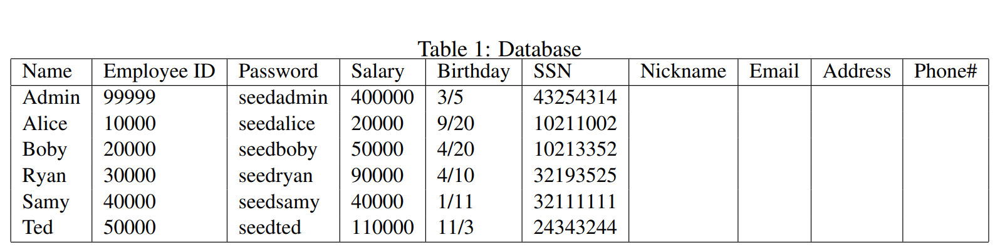 Table 1: Database
Name Employee ID Password Salary Birthday SSN Nickname Email Address Phone#
Admin 99999 seedadmin 400000 3/5 43254314
Alice 10000 seedalice 20000 9/20 10211002
Boby 20000 seedboby 50000 4/20 10213352
Ryan 30000 seedryan 90000 4/10 32193525
Samy 40000 seedsamy 40000 1/11 32111111
Ted 50000 seedted 110000 11/3 24343244